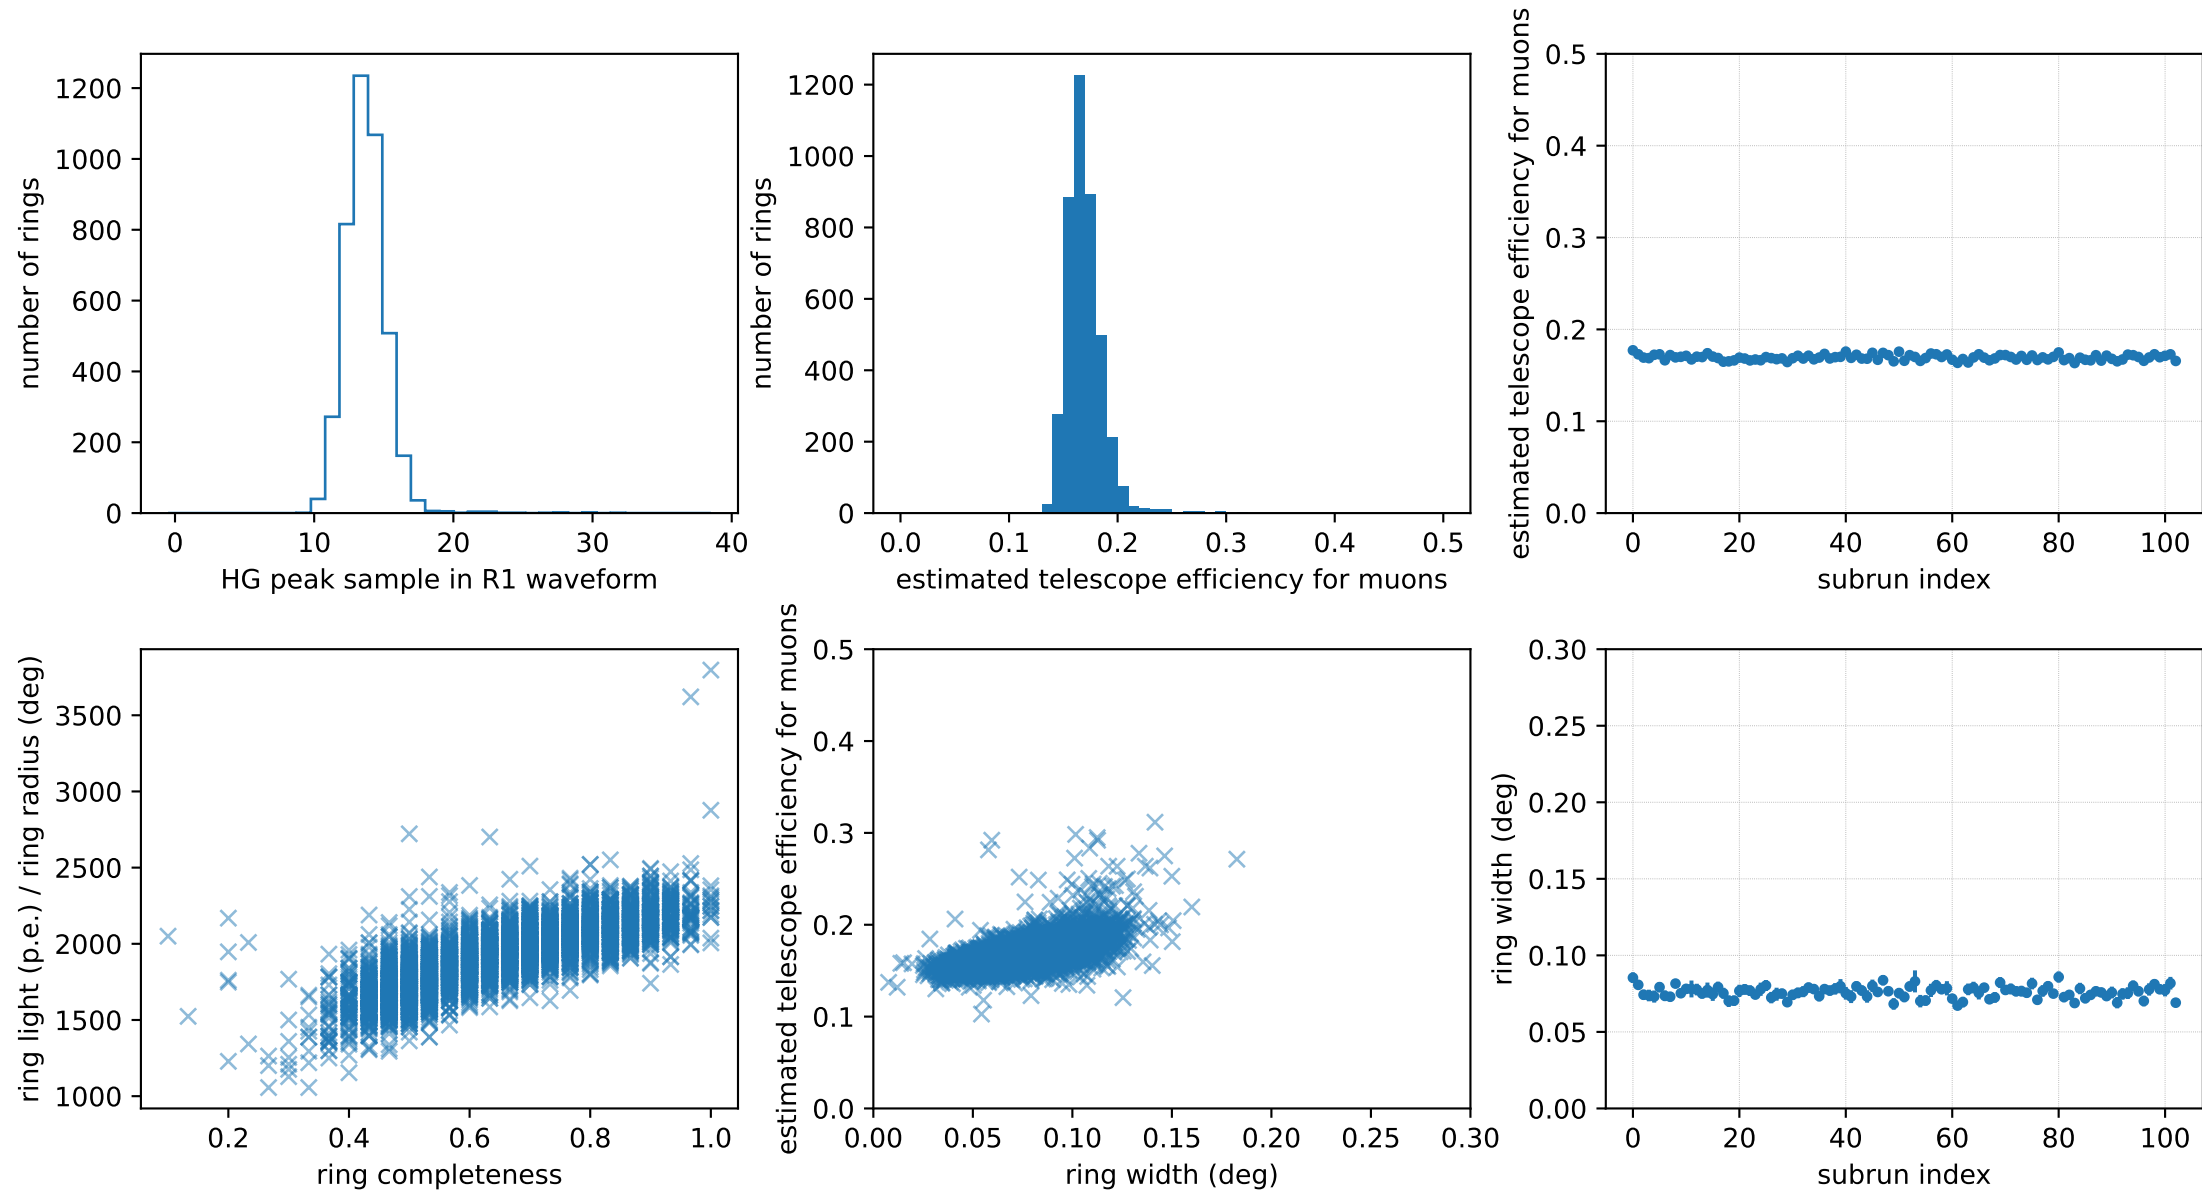 number of rings
1200
1000
800
600
400
200
0
0 10 20 30 40
HG peak sample in R1 waveform
number of rings
1200
1000
800
600
400
200
0
0.0 0.1 0.2 0.3 0.4 0.5
estimated telescope efficiency for muons
estimated telescope efficiency for muons
0.5
0.4
0.3
0.2
0.1
0.0
0 20 40 60 80 100
subrun index
ring light (p.e.) / ring radius (deg)
3500
3000
2500
2000
1500
1000
0.2 0.4 0.6 0.8 1.0
ring completeness
estimated telescope efficiency for muons
0.5
0.4
0.3
0.2
0.1
0.0
0.00 0.05 0.10 0.15 0.20 0.25 0.30
ring width (deg)
ring width (deg)
0.30
0.25
0.20
0.15
0.10
0.05
0.00
0 20 40 60 80 100
subrun index